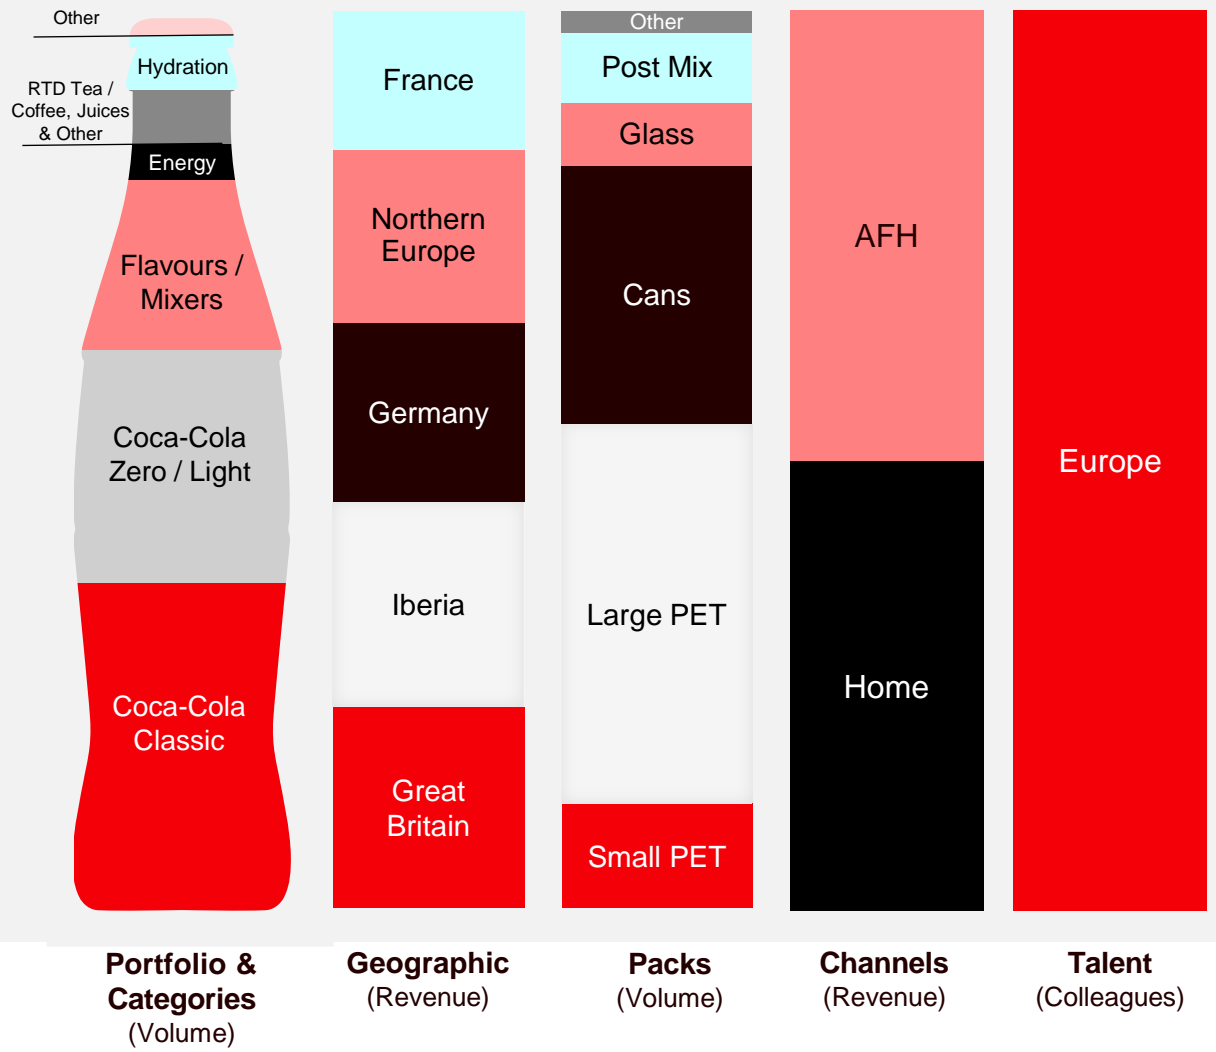 Other
Hydration
RTD Tea /
Coffee, Juices
& Other
Energy
Flavours /
Mixers
Coca-Cola
Zero / Light
Coca-Cola
Classic
France
Northern
Europe
Germany
Iberia
Great
Britain
Other
Post Mix
Glass
Cans
Large PET
Small PET
AFH
Home
Europe
Portfolio &
Categories
(Volume)
Geographic
(Revenue)
Packs
(Volume)
Channels
(Revenue)
Talent
(Colleagues)